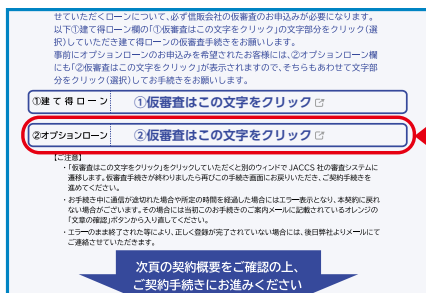 せていただくローンについて、必ず信販会社の仮審査のお申込みが必要になります。
以下①建て得ローン欄の「①仮審査はこの文字をクリック」の文字部分をクリック(選
択)していただき建て得ローンの仮審査手続きをお願いします。
事前にオプションローンのお申込みを希望されたお客様には、②オプションローン欄
にも「②仮審査はこの文字をクリック」が表示されますので、そちらもあわせて文字部
分をクリック(選択)してお手続きをお願いします。
①建て得ローン ①仮審査はこの文字をクリック
②オプションローン ②仮審査はこの文字をクリック
【ご注意】
・「仮審査はこの文字をクリック」をクリックしていただくと別のウィンドで JACCS 社の審査システムに
遷移します。仮審査手続きが終わりましたら再びこの手続き画面にお戻りいただき、ご契約手続きを
進めてください。
・お手続き中に通信が途切れた場合や所定の時間を経過した場合にはエラー表示となり、本契約に戻れ
ない場合がございます。その場合には当初このお手続きのご案内メールに記載されているオレンジの
「文章の確認」ボタンから入り直してください。
・エラーのまま終了された等により、正しく登録が完了されていない場合には、後日弊社よりメールにて
ご連絡させていただきます。
次頁の契約概要をご確認の上、
ご契約手続きにお進みください